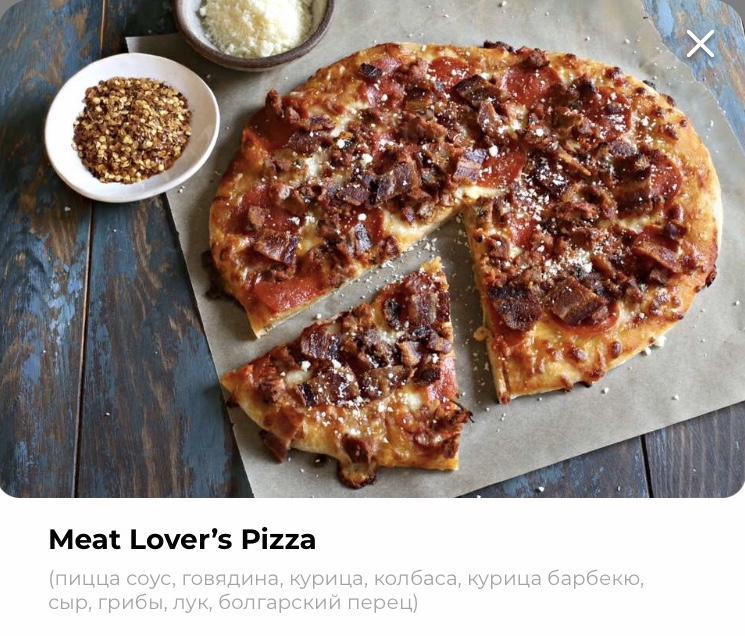 Meat Lover’s Pizza
(пицца соус, говядина, курица, колбаса, курица барбекю,
сыр, грибы, лук, болгарский перец)